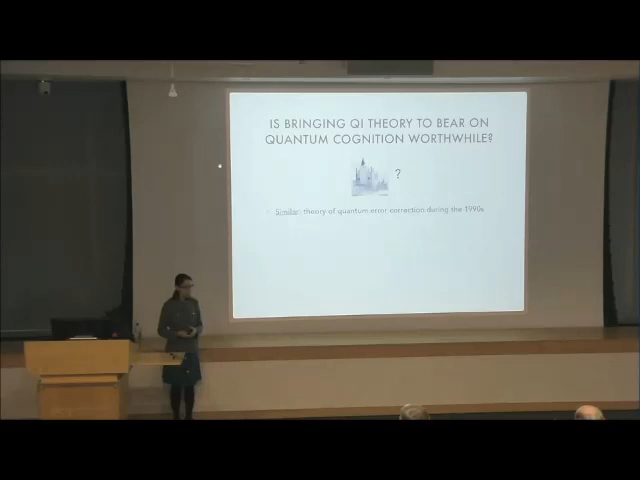 IS BRINGING QI THEORY TO BEAR ON
QUANTUM COGNITION WORTHWHILE?
?
Similar: theory of quantum error correction during the 1990s